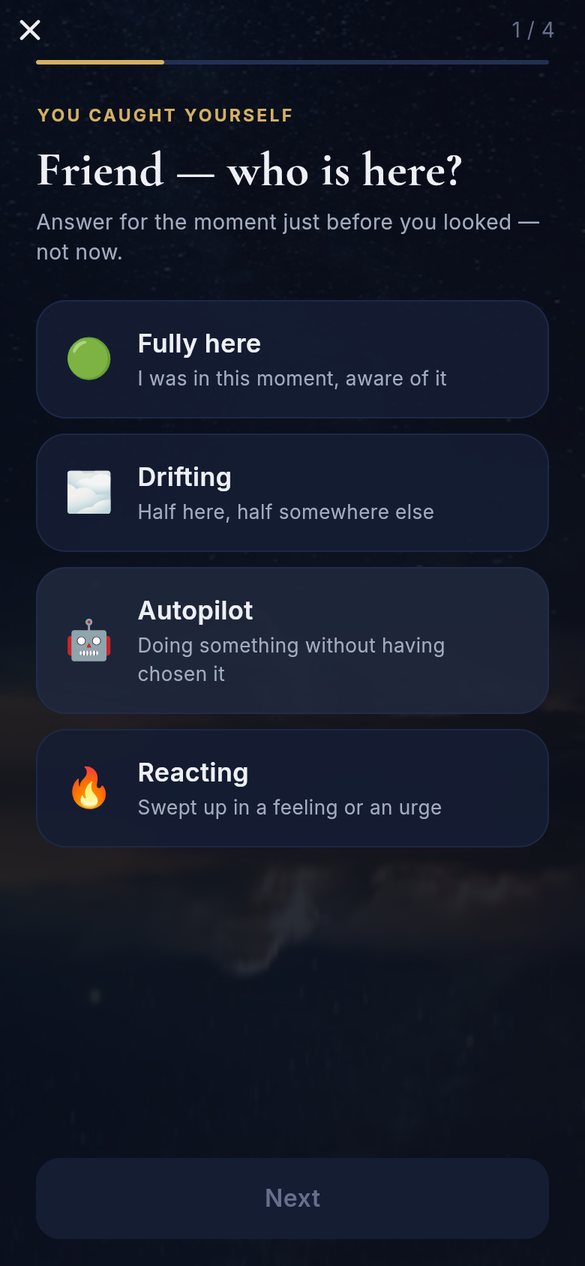 1 / 4
YOU CAUGHT YOURSELF
Friend — who is here?
Answer for the moment just before you looked —
not now.
Fully here
I was in this moment, aware of it
Drifting
Half here, half somewhere else
Autopilot
Doing something without having
chosen it
Reacting
Swept up in a feeling or an urge
Next